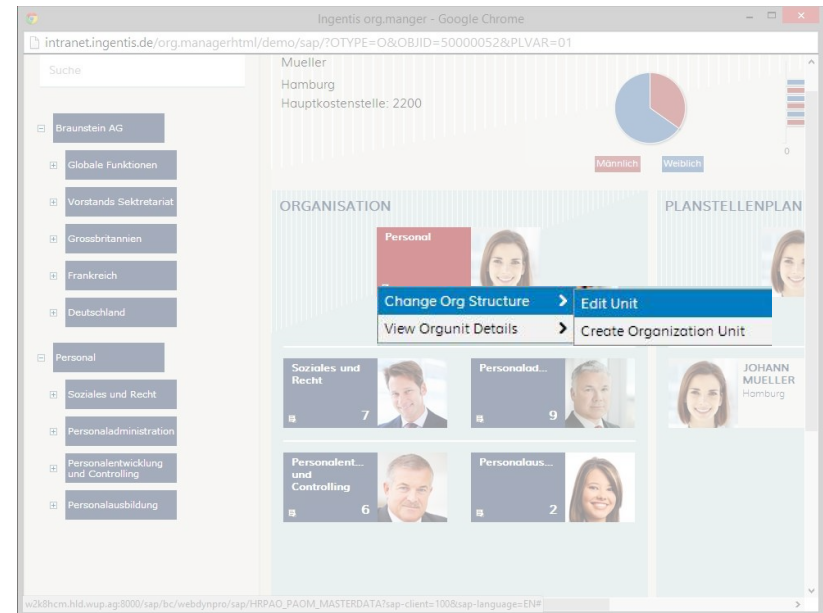 Ingentis org.manger - Google Chrome
intranet.ingentis.de/org.managerhtml/demo/sap/?OTYPE=O&OBJID=50000052&PLVAR=01
Suche
Braunstein AG
Globale Funktionen
Vorstands Sektretariat
Grossbritannien
Frankreich
Deutschland
Personal
Soziales und Recht
Personaladministration
Personalentwicklung
und Controlling
Personalausbildung
Mueller
Hamburg
Hauptkostenstelle: 2200
Männlich
Weiblich
0
ORGANISATION
PLANSTELLENPLAN
Personal
Change Org Structure
Edit Unit
View Orgunit Details
Create Organization Unit
Soziales und
Recht
7
Personalad...
9
JOHANN
MUELLER
Hamburg
Personalent...
und
Controlling
6
Personalaus...
2
w2k8hcm.hld.wup.ag:8000/sap/bc/webdynpro/sap/HRPAO_PAOM_MASTERDATA?sap-client=100&sap-language=EN#